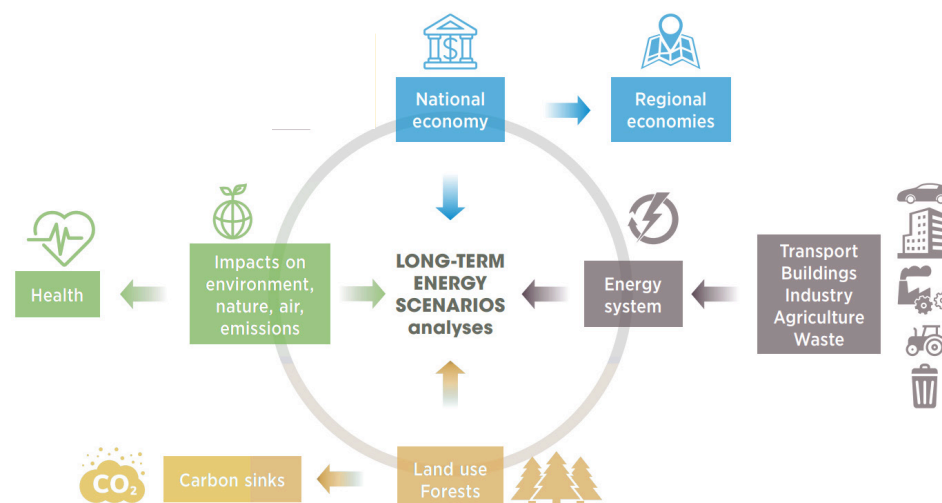 National
economy
Regional
economies
Health
Impacts on
environment,
nature, air,
emissions
LONG-TERM
ENERGY
SCENARIOS
analyses
Energy
system
Transport
Buildings
Industry
Agriculture
Waste
CO₂
Carbon sinks
Land use
Forests